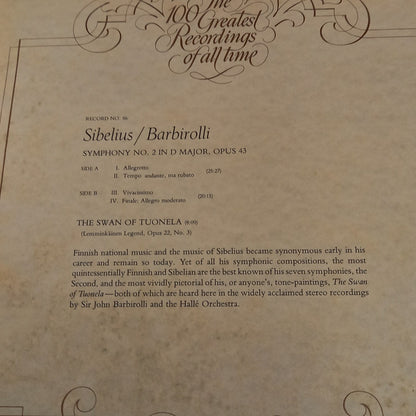 The
100 Greatest
Recordings
of all time
RECORD NO. 86
Sibelius/Barbirolli
SYMPHONY NO. 2 IN D MAJOR, OPUS 43
SIDE A I. Allegretto
II. Tempo andante, ma rubato (25:27)
SIDE B III. Vivacissimo
IV. Finale: Allegro moderato (20:15)
THE SWAN OF TUONELA (8:00)
(Lemminkäinen Legend, Opus 22, No. 3)
Finnish national music and the music of Sibelius became synonymous early in his
career and remain so today. Yet of all his symphonic compositions, the most
quintessentially Finnish and Sibelian are the best known of his seven symphonies, the
Second, and the most vividly pictorial of his, or anyone's, tone-paintings, The Swan
of Tuonela—both of which are heard here in the widely acclaimed stereo recordings
by Sir John Barbirolli and the Hallé Orchestra.